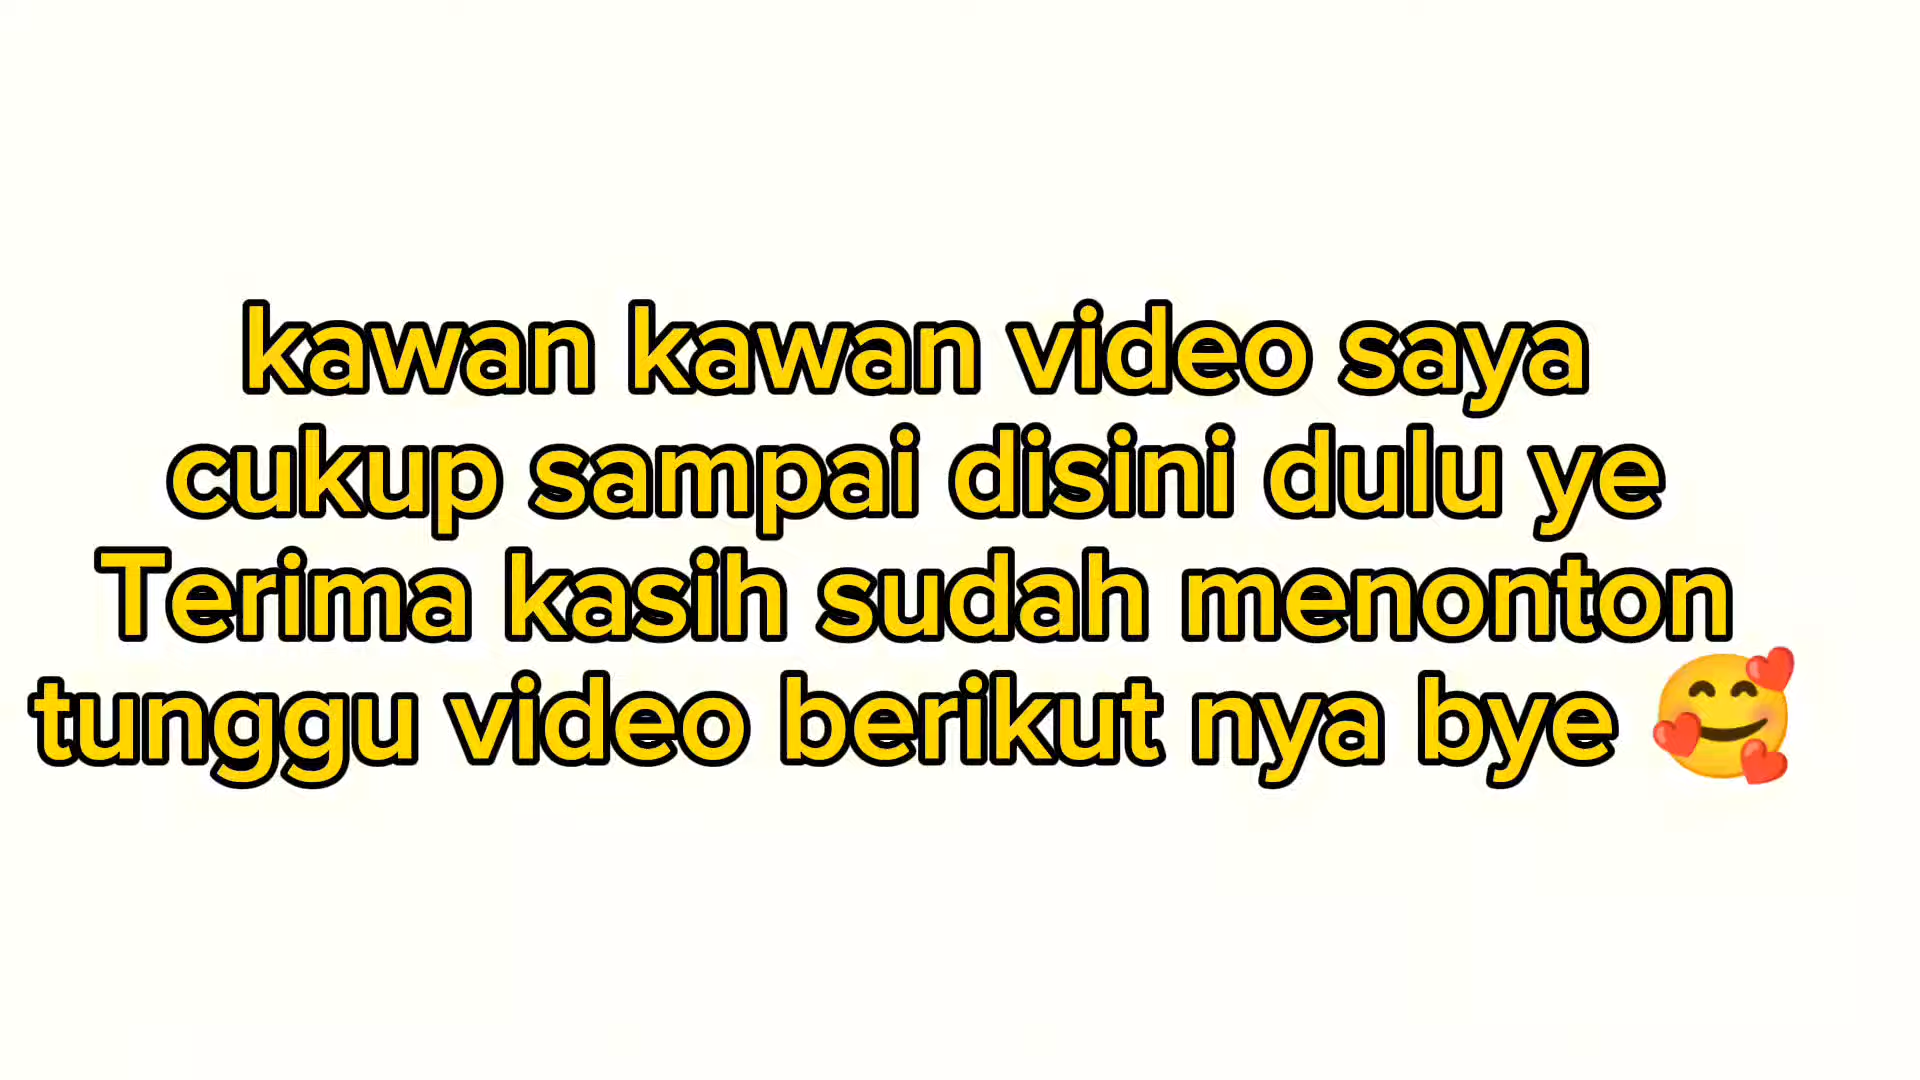 kawan kawan video saya
cukup sampai disini dulu ye
Terima kasih sudah menonton
tunggu video berikut nya bye 🥰